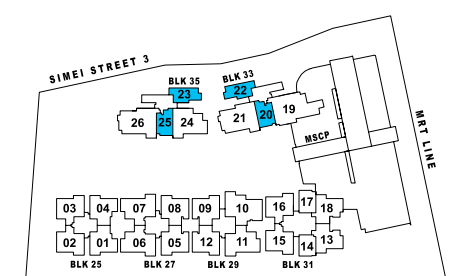 SIMEI STREET 3
BLK 35
BLK 33
23
22
26
25
24
21
20
19
MSCP
MRT LINE
03
04
07
08
09
10
16
17
18
02
01
06
05
12
11
15
14
13
BLK 25
BLK 27
BLK 29
BLK 31